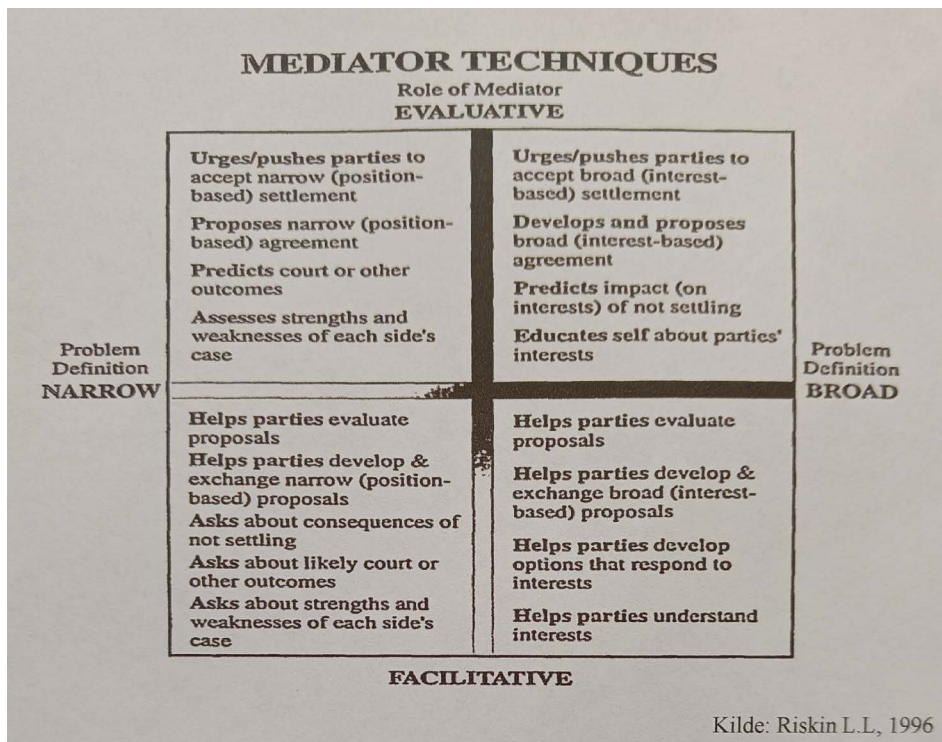 MEDIATOR TECHNIQUES
Role of Mediator
EVALUATIVE
Urges/pushes parties to
accept narrow (position-
based) settlement
Proposes narrow (position-
based) agreement
Predicts court or other
outcomes
Assesses strengths and
weaknesses of each side's
case
Urges/pushes parties to
accept broad (interest-
based) settlement
Develops and proposes
broad (interest-based)
agreement
Predicts impact (on
interests) of not settling
Educates self about parties'
interests
Problem
Definition
NARROW
Problem
Definition
BROAD
Helps parties evaluate
proposals
Helps parties develop &
exchange narrow (position-
based) proposals
Asks about consequences of
not settling
Asks about likely court or
other outcomes
Asks about strengths and
weaknesses of each side's
case
Helps parties evaluate
proposals
Helps parties develop &
exchange broad (interest-
based) proposals
Helps parties develop
options that respond to
interests
Helps parties understand
interests
FACILITATIVE
Kilde: Riskin L.L, 1996